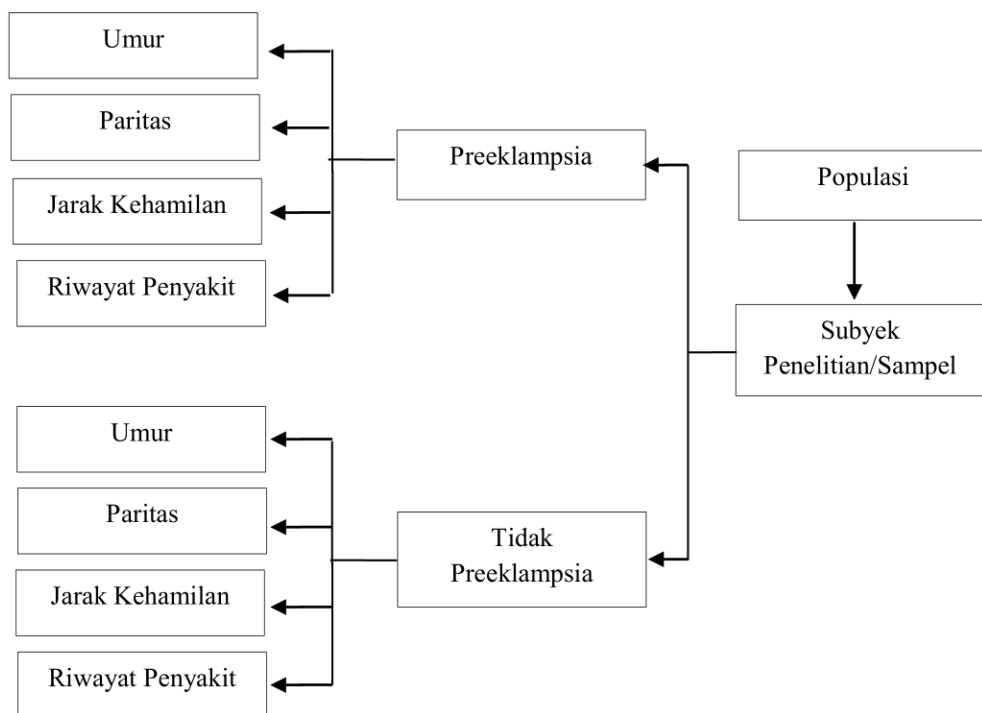 Umur
Paritas
Jarak Kehamilan
Riwayat Penyakit
Preeklampsia
Populasi
Subyek
Penelitian/Sampel
Umur
Paritas
Jarak Kehamilan
Riwayat Penyakit
Tidak
Preeklampsia